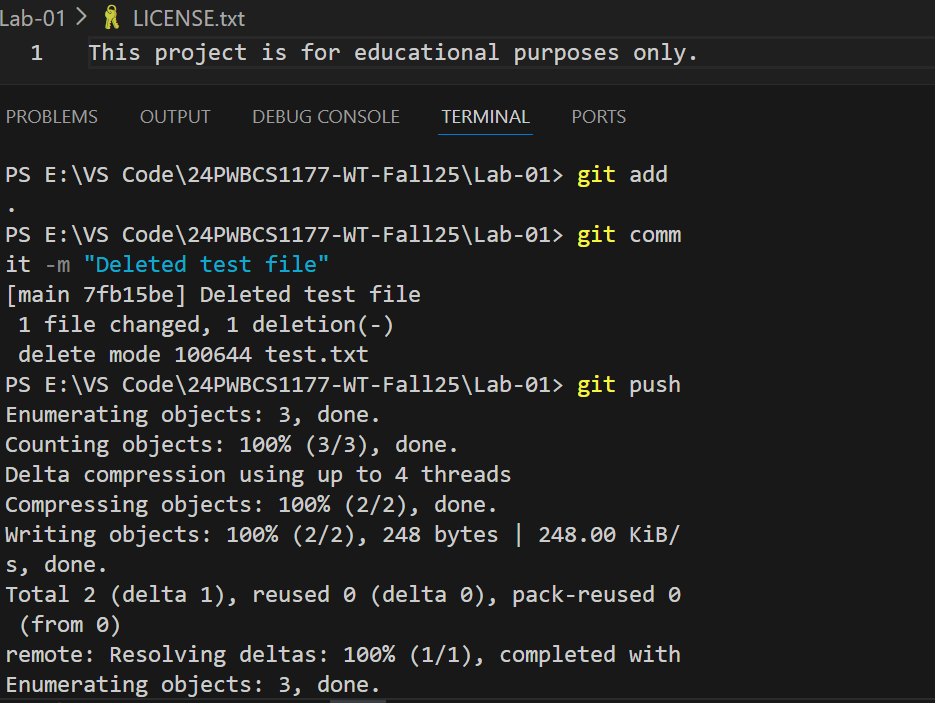 Lab-01 > LICENSE.txt
1 This project is for educational purposes only.
PROBLEMS OUTPUT DEBUG CONSOLE TERMINAL PORTS
PS E:\VS Code\24PWBCS1177-WT-Fall25\Lab-01> git add
.
PS E:\VS Code\24PWBCS1177-WT-Fall25\Lab-01> git comm
it -m "Deleted test file"
[main 7fb15be] Deleted test file
 1 file changed, 1 deletion(-)
 delete mode 100644 test.txt
PS E:\VS Code\24PWBCS1177-WT-Fall25\Lab-01> git push
Enumerating objects: 3, done.
Counting objects: 100% (3/3), done.
Delta compression using up to 4 threads
Compressing objects: 100% (2/2), done.
Writing objects: 100% (2/2), 248 bytes | 248.00 KiB/
s, done.
Total 2 (delta 1), reused 0 (delta 0), pack-reused 0
 (from 0)
remote: Resolving deltas: 100% (1/1), completed with
Enumerating objects: 3, done.